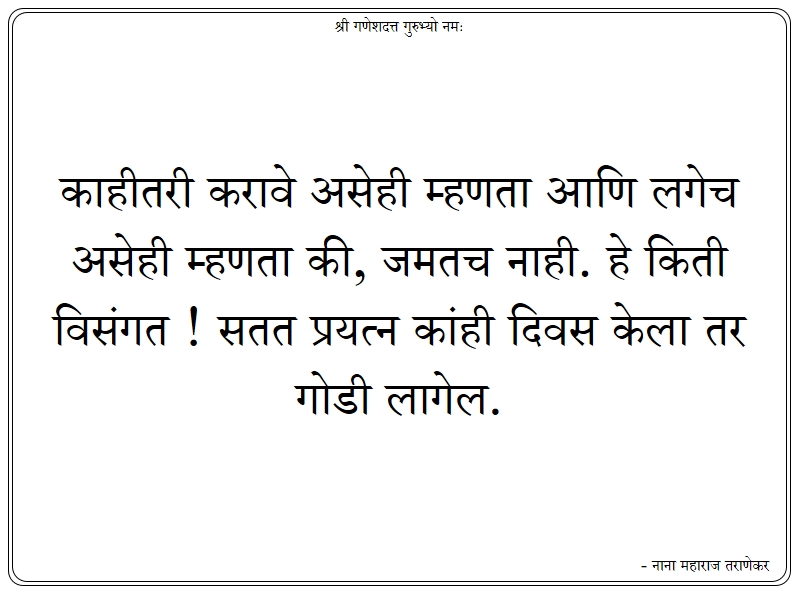 श्री गणेशदत्त गुरुभ्यो नमः
काहीतरी करावे असेही म्हणता आणि लगेच
असेही म्हणता की, जमतच नाही. हे किती
विसंगत ! सतत प्रयत्न कांही दिवस केला तर
गोडी लागेल.
- नाना महाराज तराणेकर